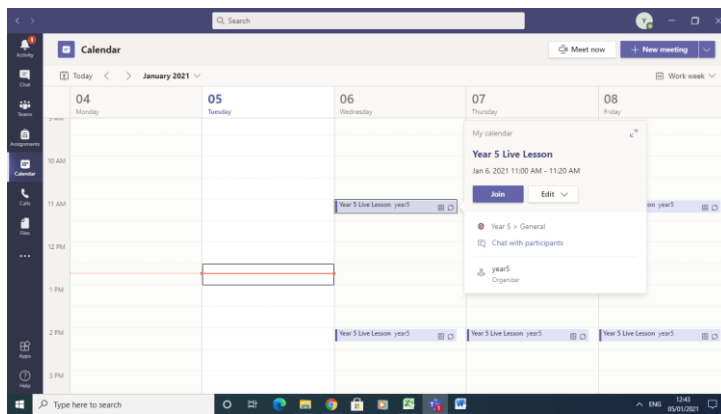 Search
Y
Activity
1
Chat
Teams
Assignments
Calendar
Calls
Files
Apps
Help
Calendar
Meet now
New meeting
Today
January 2021
Work week
04
Monday
05
Tuesday
06
Wednesday
07
Thursday
08
Friday
9 AM
10 AM
11 AM
12 PM
1 PM
2 PM
3 PM
Year 5 Live Lesson year5
on year5
My calendar
Year 5 Live Lesson
Jan 6, 2021 11:00 AM - 11:20 AM
Join
Edit
Year 5 > General
Chat with participants
year5
Organizer
Year 5 Live Lesson year5
Year 5 Live Lesson year5
Year 5 Live Lesson year5
Type here to search
ENG
12:43
05/01/2021